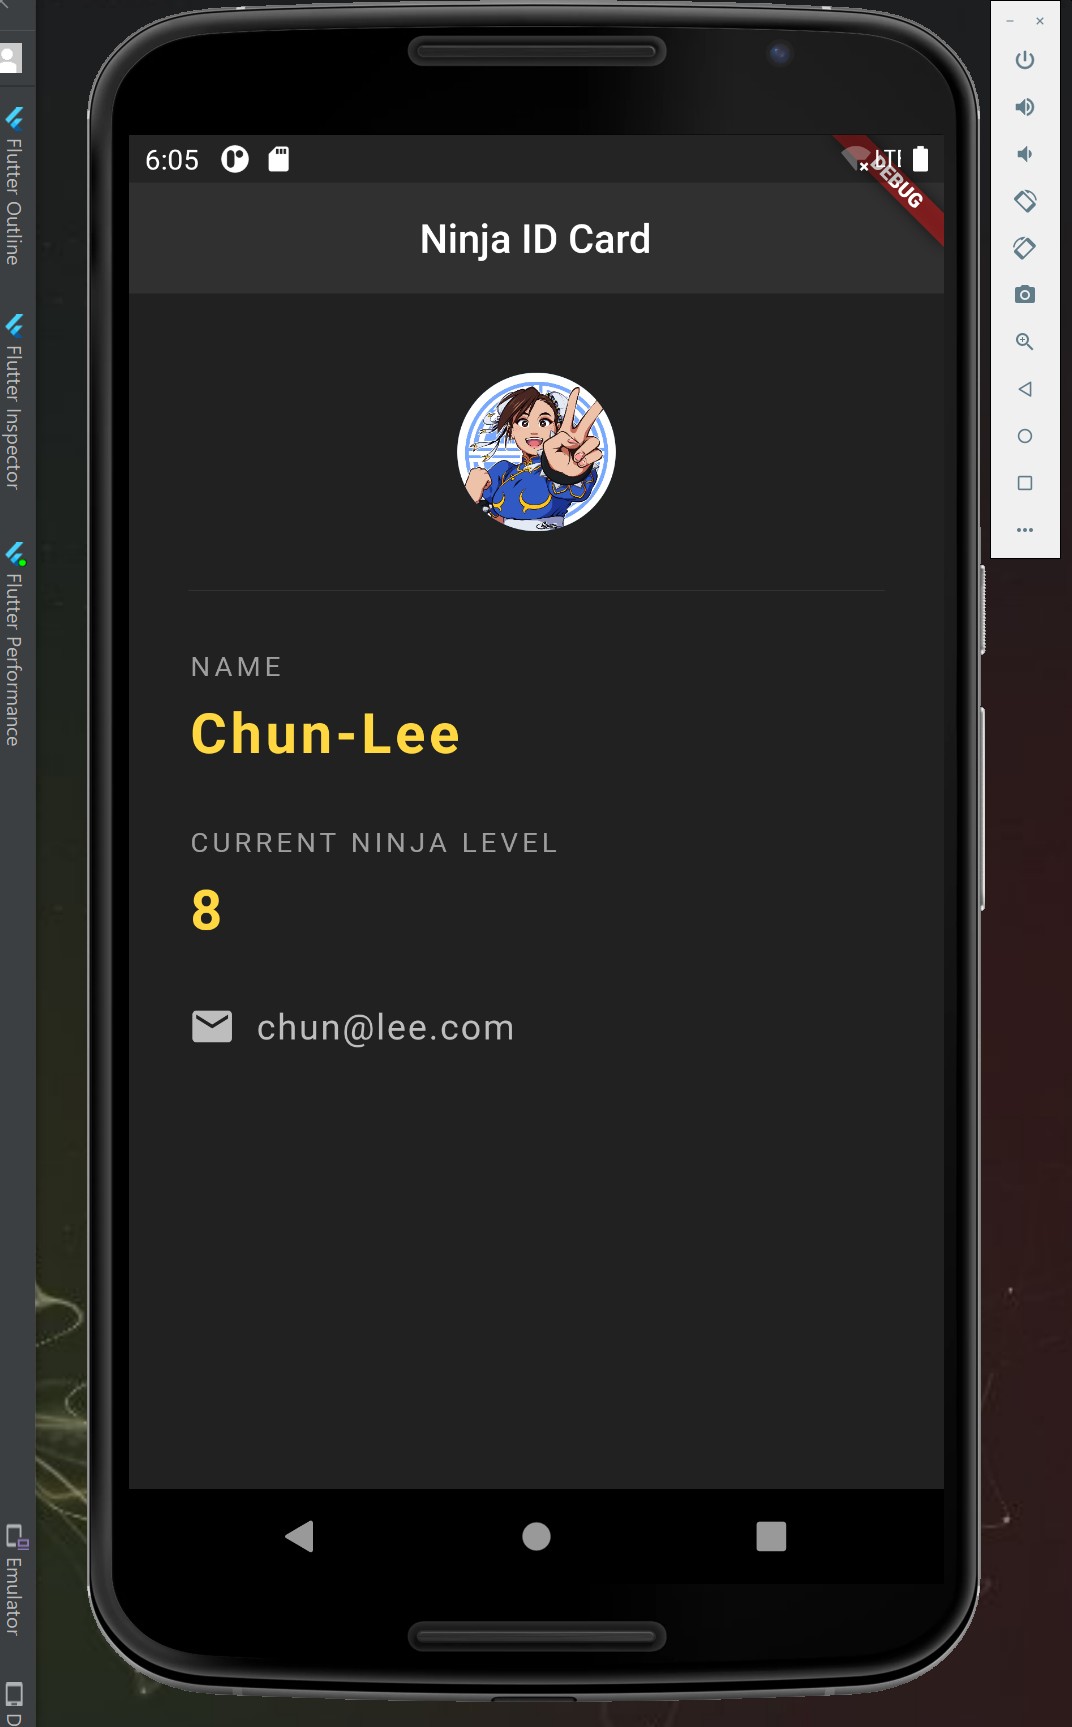 Flutter Outline
Flutter Inspector
Flutter Performance
Emulator
D
6:05
LTE
DEBUG
Ninja ID Card
NAME
Chun-Lee
CURRENT NINJA LEVEL
8
chun@lee.com